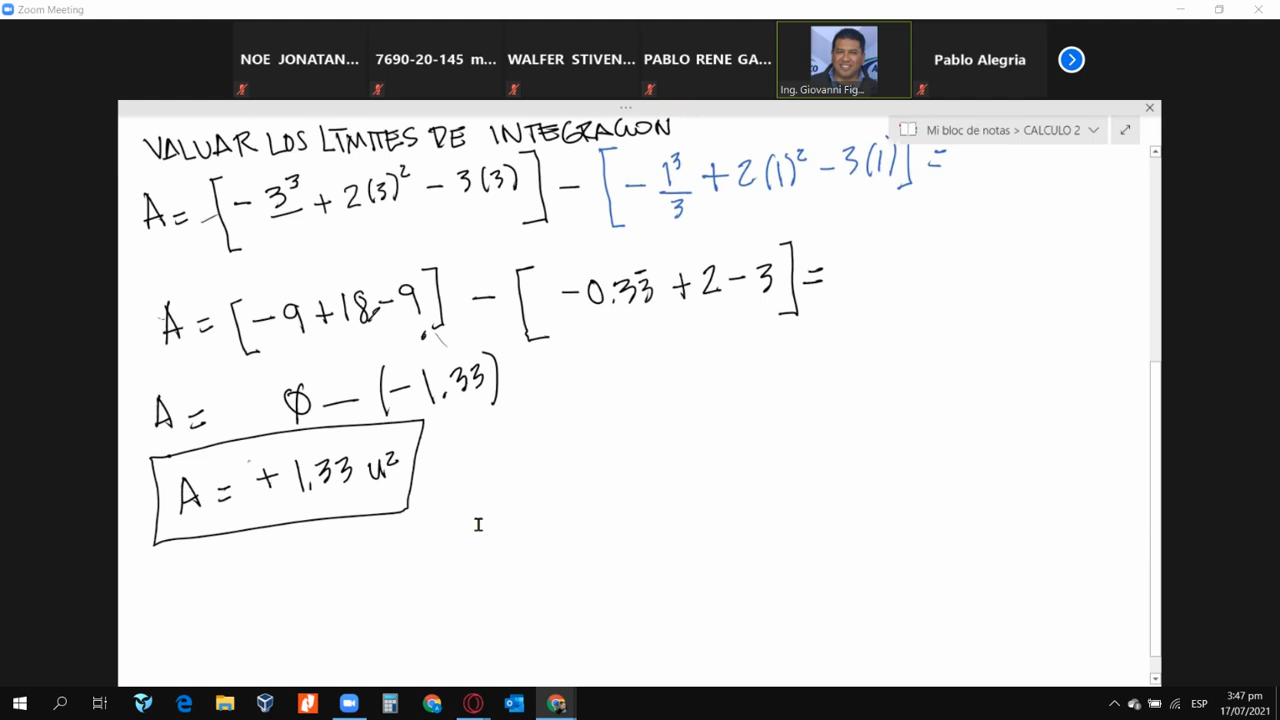 Zoom Meeting
NOE JONATAN...
7690-20-145 m...
WALFER STIVEN...
PABLO RENE GA...
Ing. Giovanni Fig...
Pablo Alegria
Mi bloc de notas > CALCULO 2
VALUAR LOS LIMITES DE INTEGRACION
A = [ - 3³ + 2(3)² - 3(3) ] - [ - 1³/3 + 2(1)² - 3(1) ] =
A = [ -9 + 18 - 9 ] - [ -0.33 + 2 - 3 ] =
A = 0 - (-1.33)
A = + 1.33 u²
ESP
3:47 pm
17/07/2021